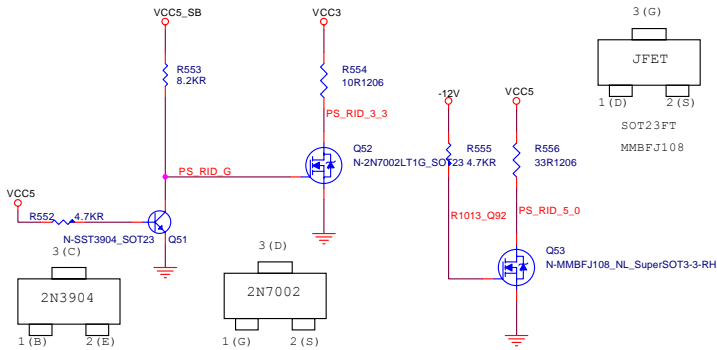 VCC5_SB
VCC3
3(G)
JFET
1(D)
2(S)
SOT23FT
MMBFJ108
R553
8.2KR
R554
10R1206
PS_RID_3_3
-12V
VCC5
Q52
N-2N7002LT1G_SOT23
R555
4.7KR
R556
33R1206
PS_RID_G
VCC5
R552
4.7KR
R1013_Q92
PS_RID_5_0
N-SST3904_SOT23
Q51
Q53
N-MMBFJ108_NL_SuperSOT3-3-RH
3(C)
2N3904
1(B)
2(E)
3(D)
2N7002
1(G)
2(S)